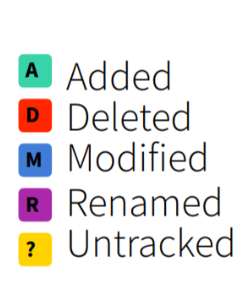 A Added
D Deleted
M Modified
R Renamed
? Untracked